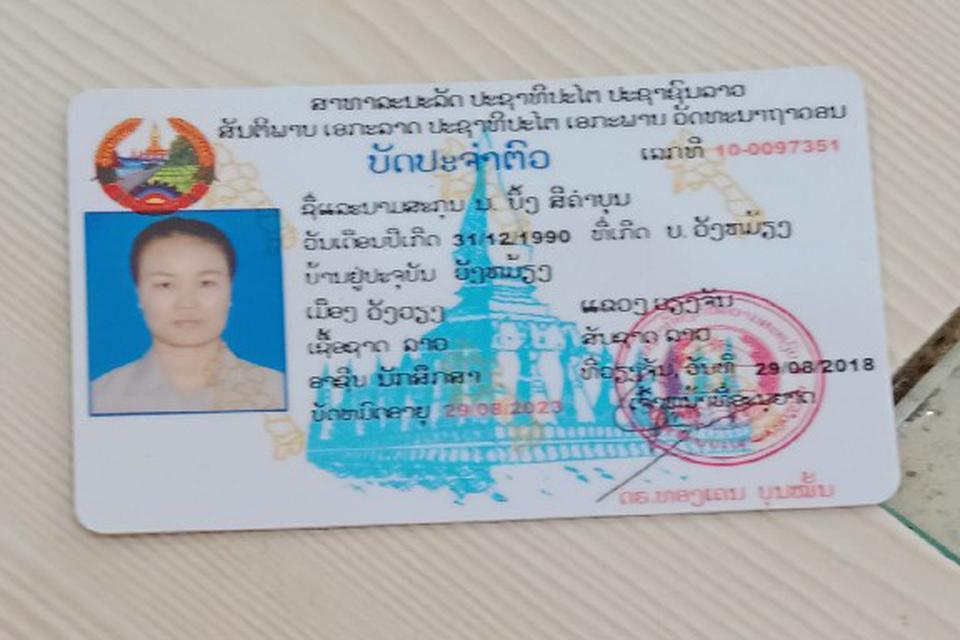 ສາທາລະນະລັດ ປະຊາທິປະໄຕ ປະຊາຊົນລາວ
ສັນຕິພາບ ເອກະລາດ ປະຊາທິປະໄຕ ເອກະພາບ ວັດທະນາຖາວອນ
ບັດປະຈຳຕົວ
ເລກທີ 10-0097351
ຊື່ແລະນາມສະກຸນ ນ. ບຶ້ງ ສີຄຳບຸນ
ວັນເດືອນປີເກີດ 31/12/1990 ທີ່ເກີດ ບ. ວັງໝ້ຽງ
ບ້ານຢູ່ປະຈຸບັນ ວັງໝ້ຽງ
ເມືອງ ວັງວຽງ ແຂວງ ວຽງຈັນ
ເຊື້ອຊາດ ລາວ ສັນຊາດ ລາວ
ອາຊີບ ນັກສຶກສາ ທີ່ວຽງຈັນ, ວັນທີ 29/08/2018
ບັດຫມົດອາຍຸ 29/08/2023
ດຣ.ທອງແດນ ບຸນໝັ້ນ